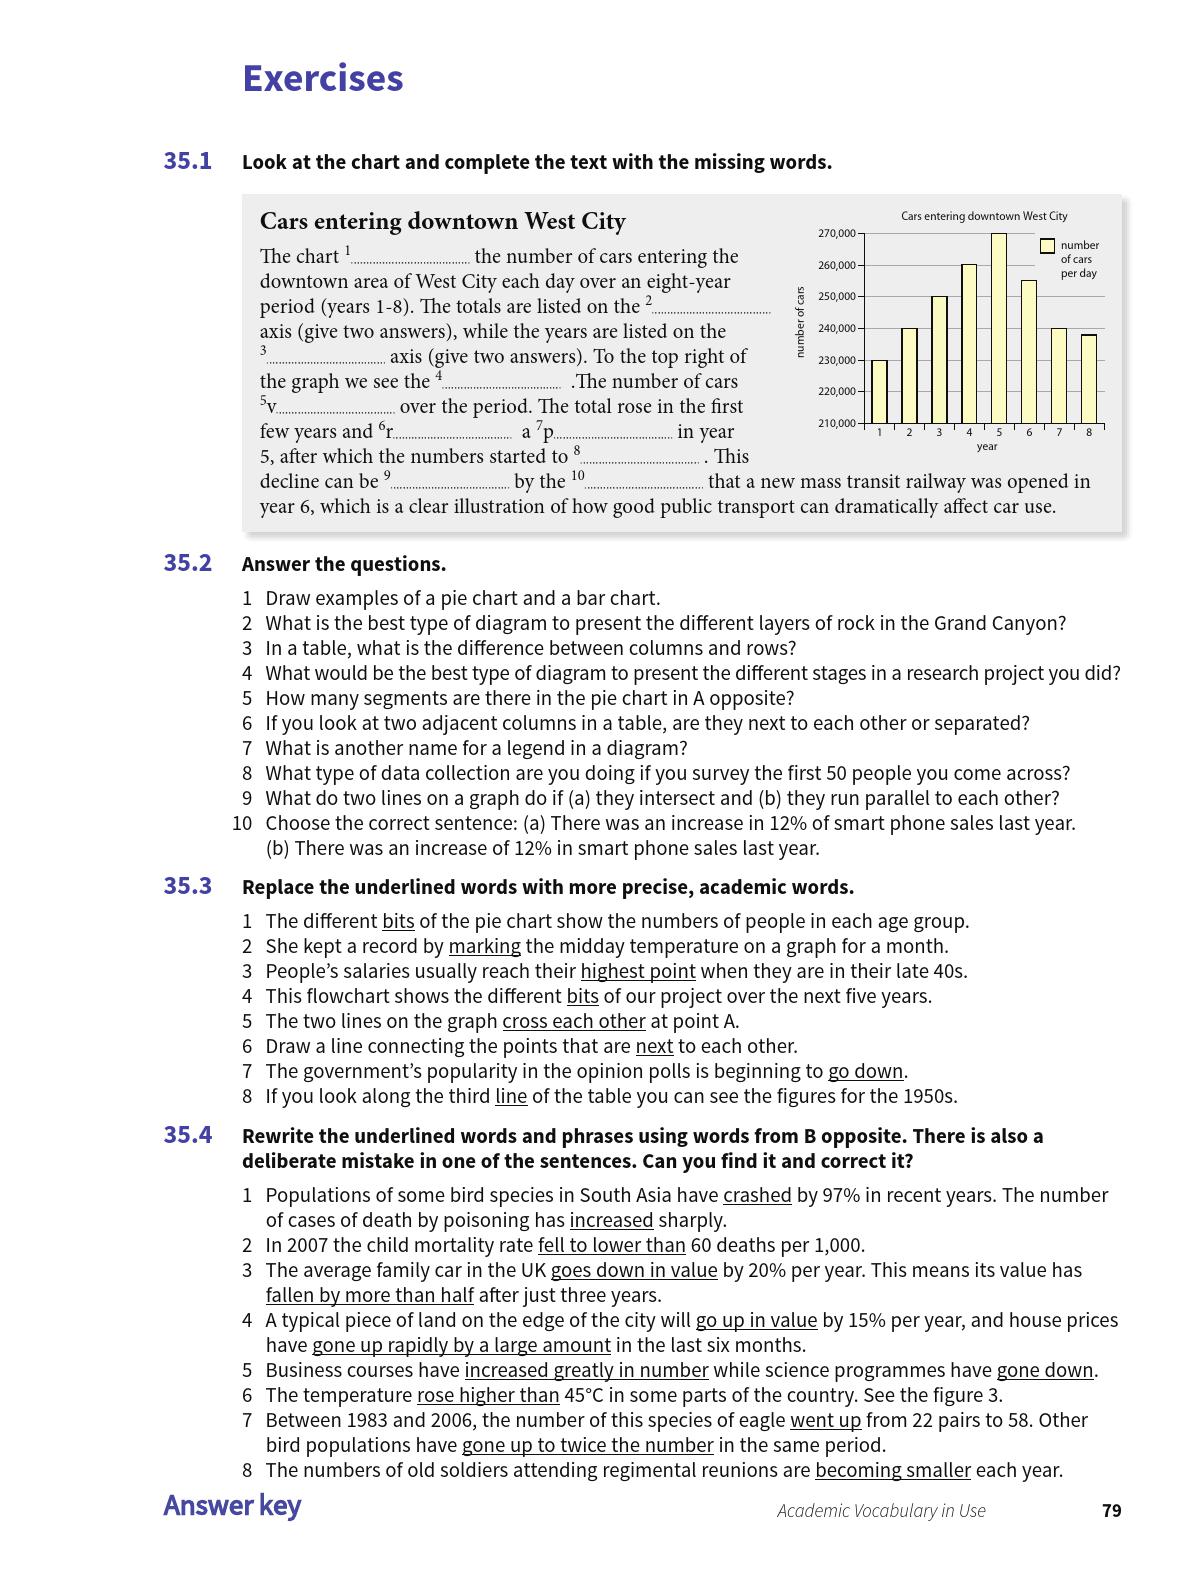 Exercises
35.1 Look at the chart and complete the text with the missing words.
Cars entering downtown West City
The chart 1 the number of cars entering the
downtown area of West City each day over an eight-year
period (years 1-8). The totals are listed on the 2
axis (give two answers), while the years are listed on the
3 axis (give two answers). To the top right of
the graph we see the 4 .The number of cars
5v over the period. The total rose in the first
few years and 6r a 7p in year
5, after which the numbers started to 8 . This
decline can be 9 by the 10 that a new mass transit railway was opened in
year 6, which is a clear illustration of how good public transport can dramatically affect car use.
Cars entering downtown West City
270,000
260,000
250,000
240,000
230,000
220,000
210,000
number of cars
number
of cars
per day
1 2 3 4 5 6 7 8
year
35.2 Answer the questions.
1 Draw examples of a pie chart and a bar chart.
2 What is the best type of diagram to present the different layers of rock in the Grand Canyon?
3 In a table, what is the difference between columns and rows?
4 What would be the best type of diagram to present the different stages in a research project you did?
5 How many segments are there in the pie chart in A opposite?
6 If you look at two adjacent columns in a table, are they next to each other or separated?
7 What is another name for a legend in a diagram?
8 What type of data collection are you doing if you survey the first 50 people you come across?
9 What do two lines on a graph do if (a) they intersect and (b) they run parallel to each other?
10 Choose the correct sentence: (a) There was an increase in 12% of smart phone sales last year.
(b) There was an increase of 12% in smart phone sales last year.
35.3 Replace the underlined words with more precise, academic words.
1 The different bits of the pie chart show the numbers of people in each age group.
2 She kept a record by marking the midday temperature on a graph for a month.
3 People’s salaries usually reach their highest point when they are in their late 40s.
4 This flowchart shows the different bits of our project over the next five years.
5 The two lines on the graph cross each other at point A.
6 Draw a line connecting the points that are next to each other.
7 The government’s popularity in the opinion polls is beginning to go down.
8 If you look along the third line of the table you can see the figures for the 1950s.
35.4 Rewrite the underlined words and phrases using words from B opposite. There is also a
deliberate mistake in one of the sentences. Can you find it and correct it?
1 Populations of some bird species in South Asia have crashed by 97% in recent years. The number
of cases of death by poisoning has increased sharply.
2 In 2007 the child mortality rate fell to lower than 60 deaths per 1,000.
3 The average family car in the UK goes down in value by 20% per year. This means its value has
fallen by more than half after just three years.
4 A typical piece of land on the edge of the city will go up in value by 15% per year, and house prices
have gone up rapidly by a large amount in the last six months.
5 Business courses have increased greatly in number while science programmes have gone down.
6 The temperature rose higher than 45°C in some parts of the country. See the figure 3.
7 Between 1983 and 2006, the number of this species of eagle went up from 22 pairs to 58. Other
bird populations have gone up to twice the number in the same period.
8 The numbers of old soldiers attending regimental reunions are becoming smaller each year.
Answer key
Academic Vocabulary in Use 79